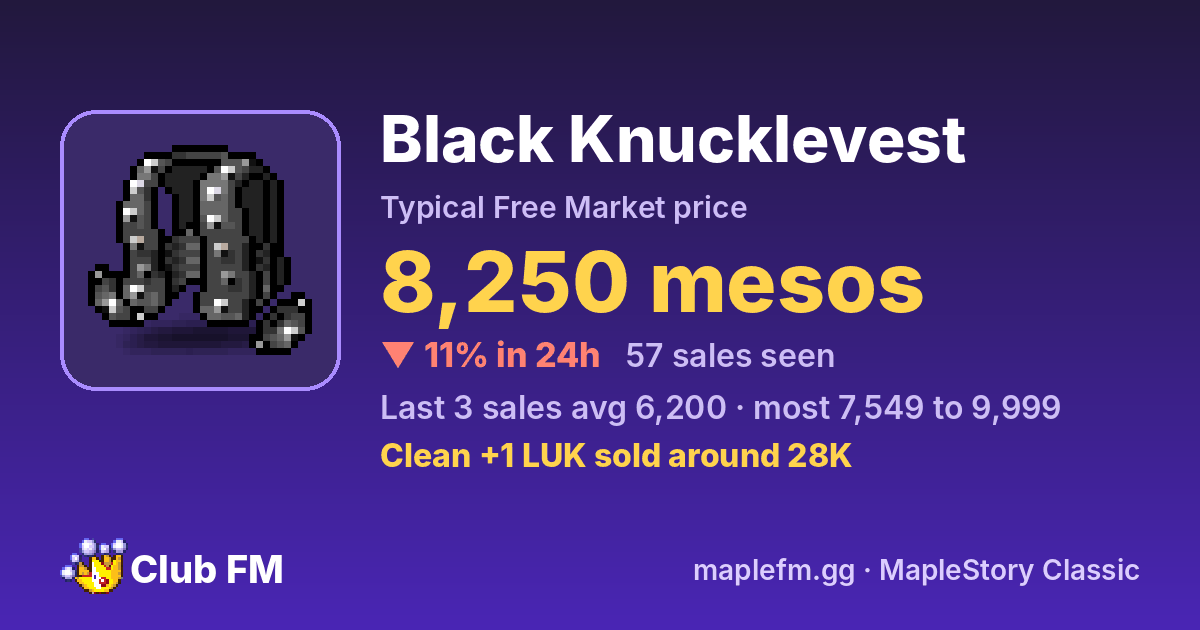 Black Knucklevest
Typical Free Market price
8,250 mesos
▼ 11% in 24h 57 sales seen
Last 3 sales avg 6,200 · most 7,549 to 9,999
Clean +1 LUK sold around 28K
Club FM
maplefm.gg · MapleStory Classic